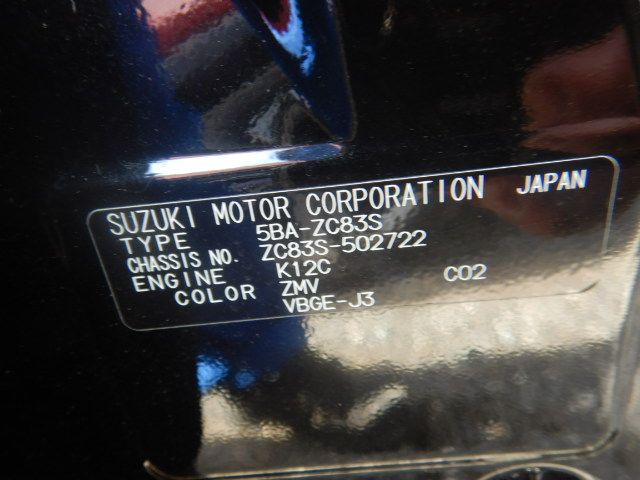 SUZUKI MOTOR CORPORATION JAPAN
TYPE 5BA-ZC83S
CHASSIS NO. ZC83S-502722
ENGINE K12C C02
COLOR ZMV
VBGE-J3